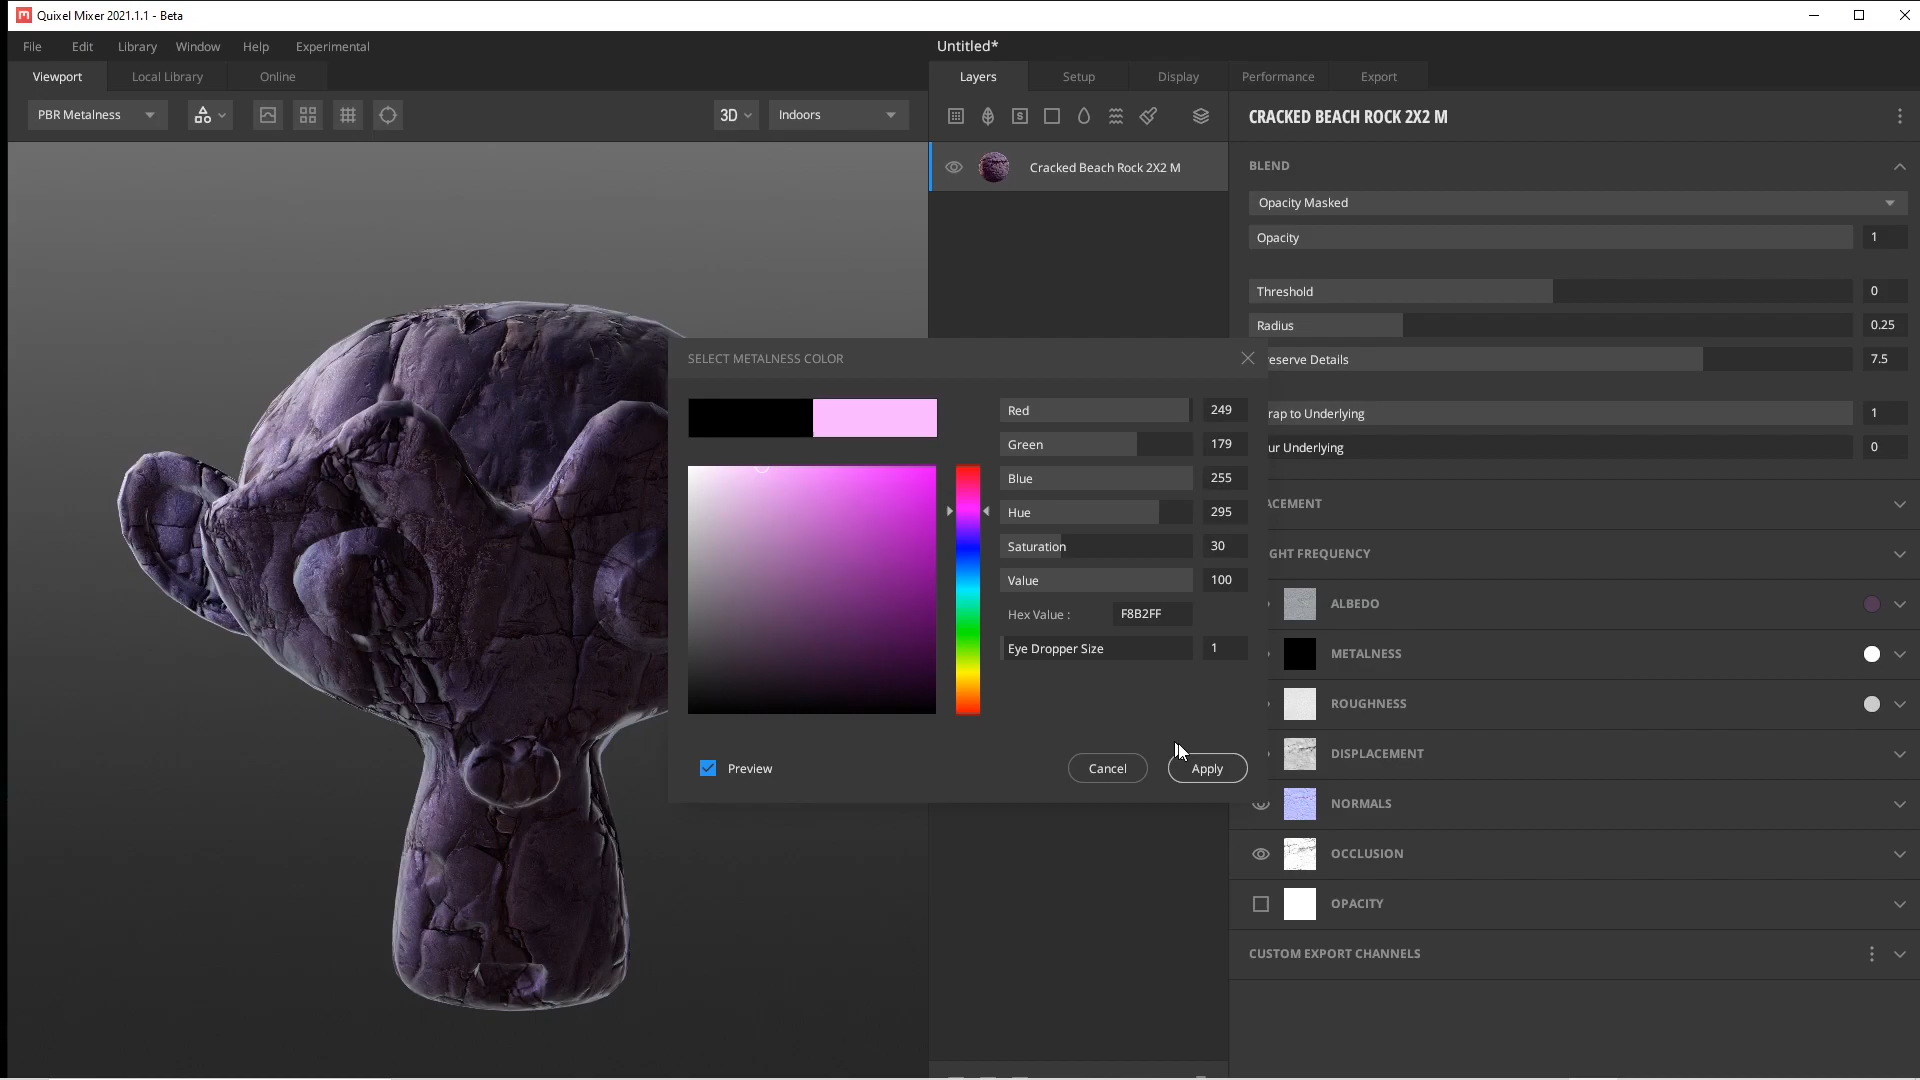 Quixel Mixer 2021.1.1 - Beta
File Edit Library Window Help Experimental
Untitled*
Viewport Local Library Online
Layers Setup Display Performance Export
PBR Metalness
3D
Indoors
S
CRACKED BEACH ROCK 2X2 M
Cracked Beach Rock 2X2 M
BLEND
Opacity Masked
Opacity 1
Threshold 0
Radius 0.25
reserve Details 7.5
rap to Underlying 1
ur Underlying 0
ACEMENT
GHT FREQUENCY
ALBEDO
METALNESS
ROUGHNESS
DISPLACEMENT
NORMALS
OCCLUSION
OPACITY
CUSTOM EXPORT CHANNELS
SELECT METALNESS COLOR
Red 249
Green 179
Blue 255
Hue 295
Saturation 30
Value 100
Hex Value : F8B2FF
Eye Dropper Size 1
Preview
Cancel
Apply